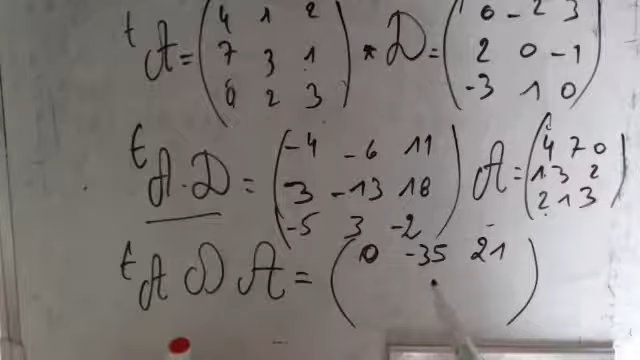 ᵗA = (4 1 2 * D = (0 -2 3
7 3 1 2 0 -1
0 2 3) -3 1 0)
ᵗA.D = (-4 -6 11 A = (4 7 0
3 -13 18 1 3 2
-5 3 -2) 2 1 3)
ᵗA D A = (0 -35 21)